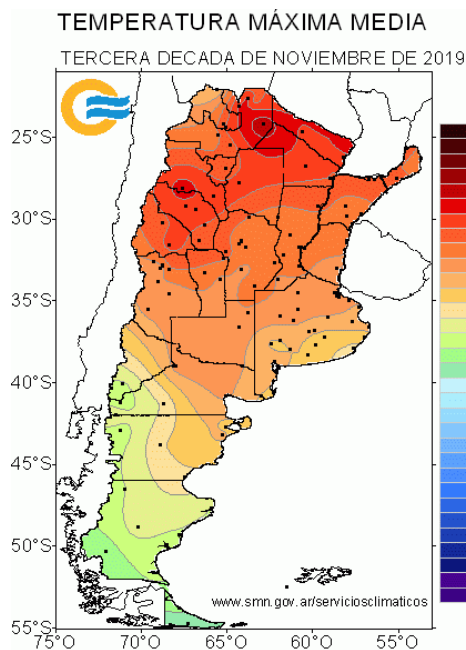 TEMPERATURA MÁXIMA MEDIA
TERCERA DECADA DE NOVIEMBRE DE 2019
25°S
30°S
35°S
40°S
45°S
50°S
www.smn.gov.ar/serviciosclimaticos
55°S
75°O 70°O 65°O 60°O 55°O